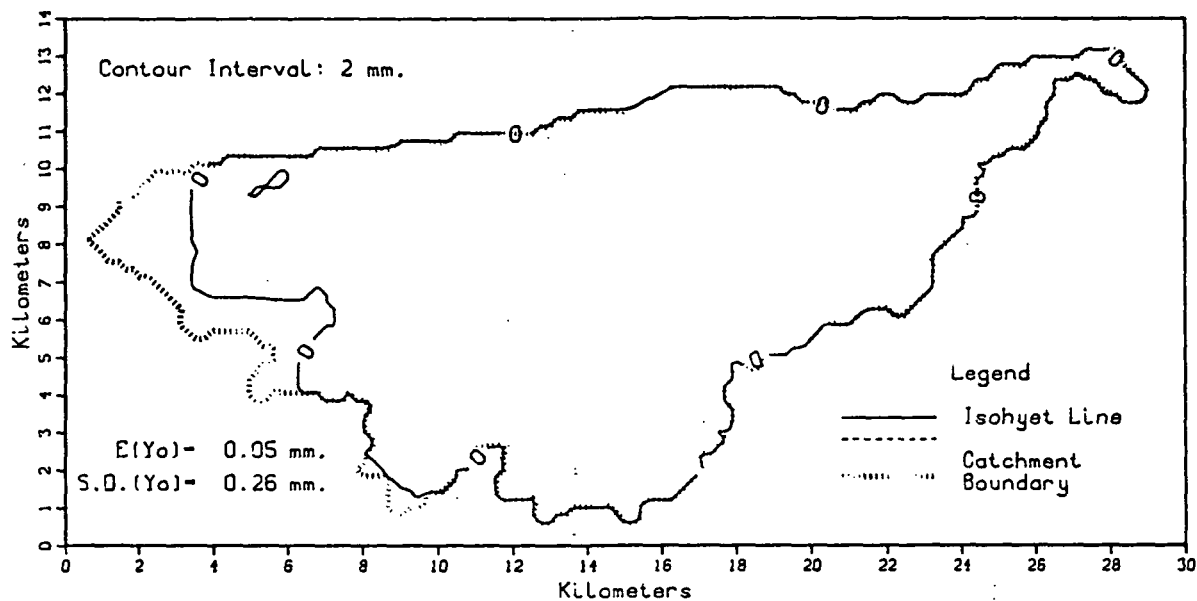 14
13
12
11
10
9
8
7
6
5
4
3
2
1
0
Kilometers
Contour Interval: 2 mm.
0
0
0
0
0
0
0
0
0
E(Yo)= 0.05 mm.
S.D.(Yo)= 0.26 mm.
Legend
Isohyet Line
Catchment
Boundary
0 2 4 6 8 10 12 14 16 18 20 22 24 26 28 30
Kilometers